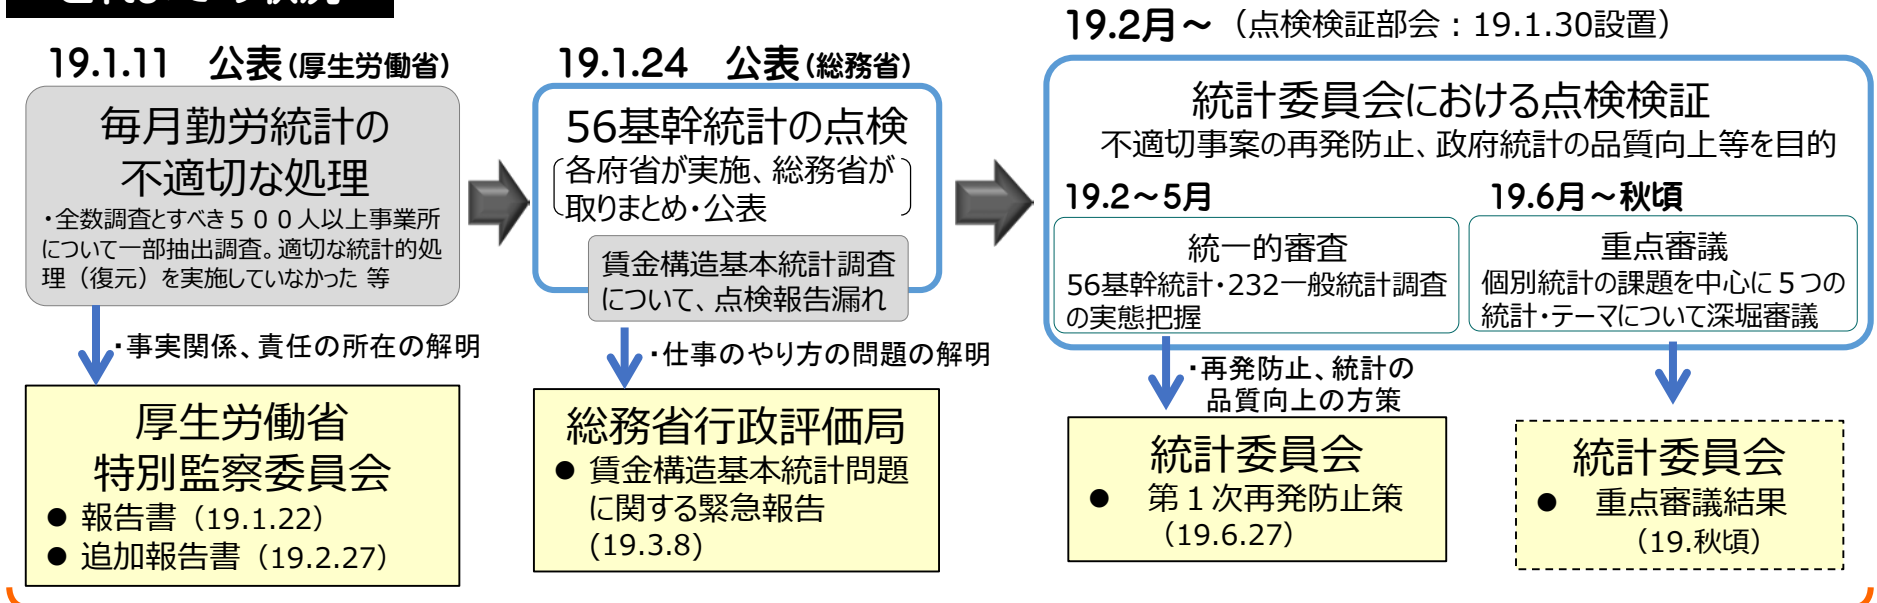 19.1.11 公表(厚生労働省)
毎月勤労統計の
不適切な処理
・全数調査とすべき５００人以上事業所
について一部抽出調査。適切な統計的処
理（復元）を実施していなかった 等
・事実関係、責任の所在の解明
厚生労働省
特別監察委員会
● 報告書（19.1.22）
● 追加報告書（19.2.27）
19.1.24 公表(総務省)
56基幹統計の点検
各府省が実施、総務省が
取りまとめ・公表
賃金構造基本統計調査
について、点検報告漏れ
・仕事のやり方の問題の解明
総務省行政評価局
● 賃金構造基本統計問題
に関する緊急報告
(19.3.8)
19.2月～（点検検証部会：19.1.30設置）
統計委員会における点検検証
不適切事案の再発防止、政府統計の品質向上等を目的
19.2～5月
統一的審査
56基幹統計・232一般統計調査
の実態把握
・再発防止、統計の
品質向上の方策
統計委員会
● 第１次再発防止策
（19.6.27）
19.6月～秋頃
重点審議
個別統計の課題を中心に５つの
統計・テーマについて深堀審議
統計委員会
● 重点審議結果
（19.秋頃）